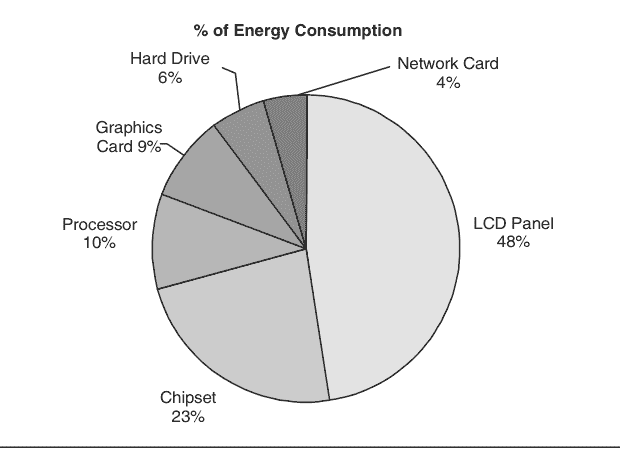 % of Energy Consumption
Hard Drive
6%
Network Card
4%
Graphics
Card 9%
Processor
10%
LCD Panel
48%
Chipset
23%